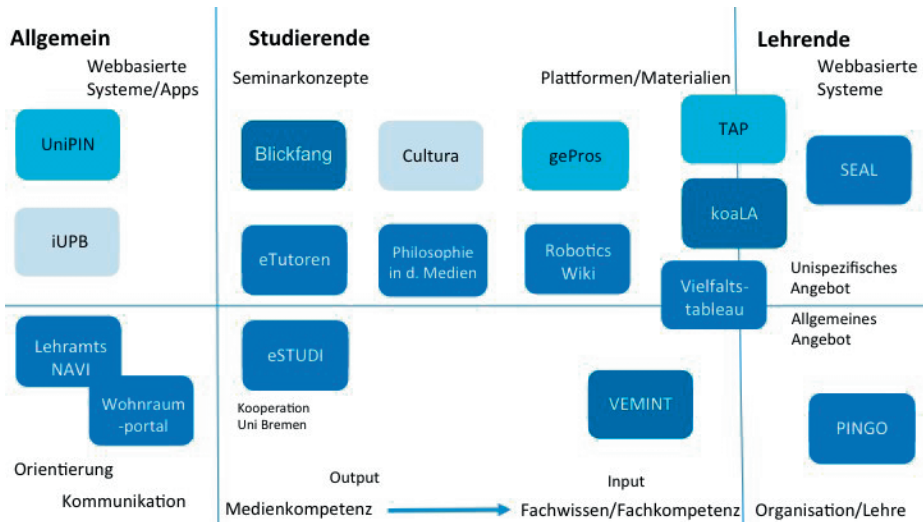 Allgemein
Studierende
Lehrende
Webbasierte
Systeme/Apps
Seminarkonzepte
Plattformen/Materialien
Webbasierte
Systeme
UniPIN
Blickfang
Cultura
gePros
TAP
SEAL
koaLA
iUPB
eTutoren
Philosophie
in d. Medien
Robotics
Wiki
Vielfalts-
tableau
Unispezifisches
Angebot
Allgemeines
Angebot
Lehramts
NAVI
Wohnraum
-portal
eSTUDI
Kooperation
Uni Bremen
VEMINT
PINGO
Orientierung
Kommunikation
Output
Input
Medienkompetenz
Fachwissen/Fachkompetenz
Organisation/Lehre